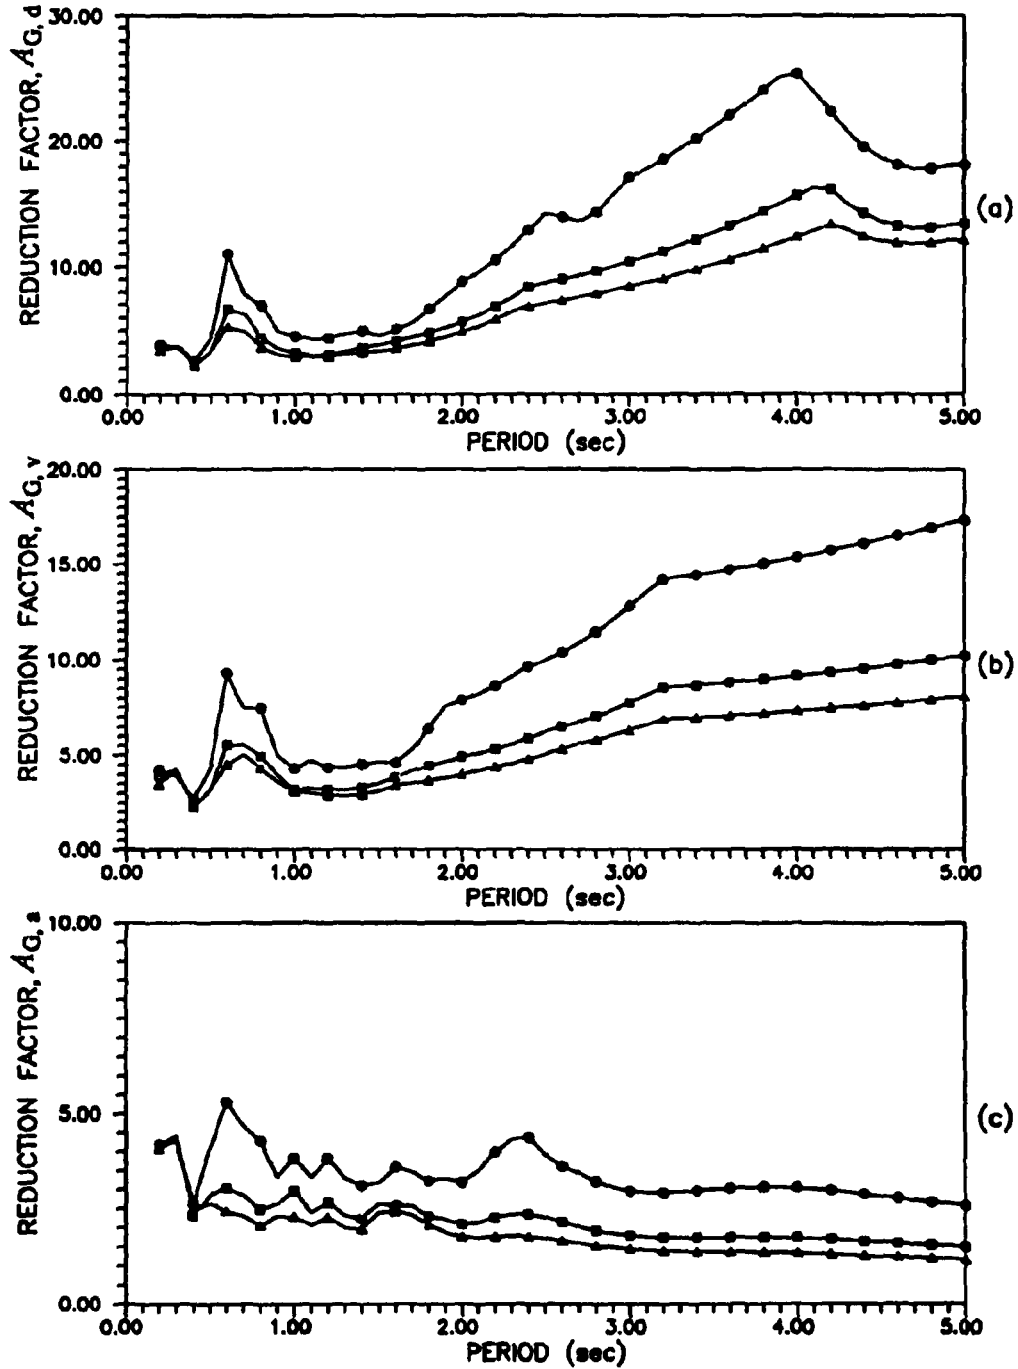 REDUCTION FACTOR, A_G,d
30.00
20.00
10.00
0.00
0.00 1.00 2.00 3.00 4.00 5.00
PERIOD (sec)
(a)
REDUCTION FACTOR, A_G,v
20.00
15.00
10.00
5.00
0.00
0.00 1.00 2.00 3.00 4.00 5.00
PERIOD (sec)
(b)
REDUCTION FACTOR, A_G,a
10.00
5.00
0.00
0.00 1.00 2.00 3.00 4.00 5.00
PERIOD (sec)
(c)